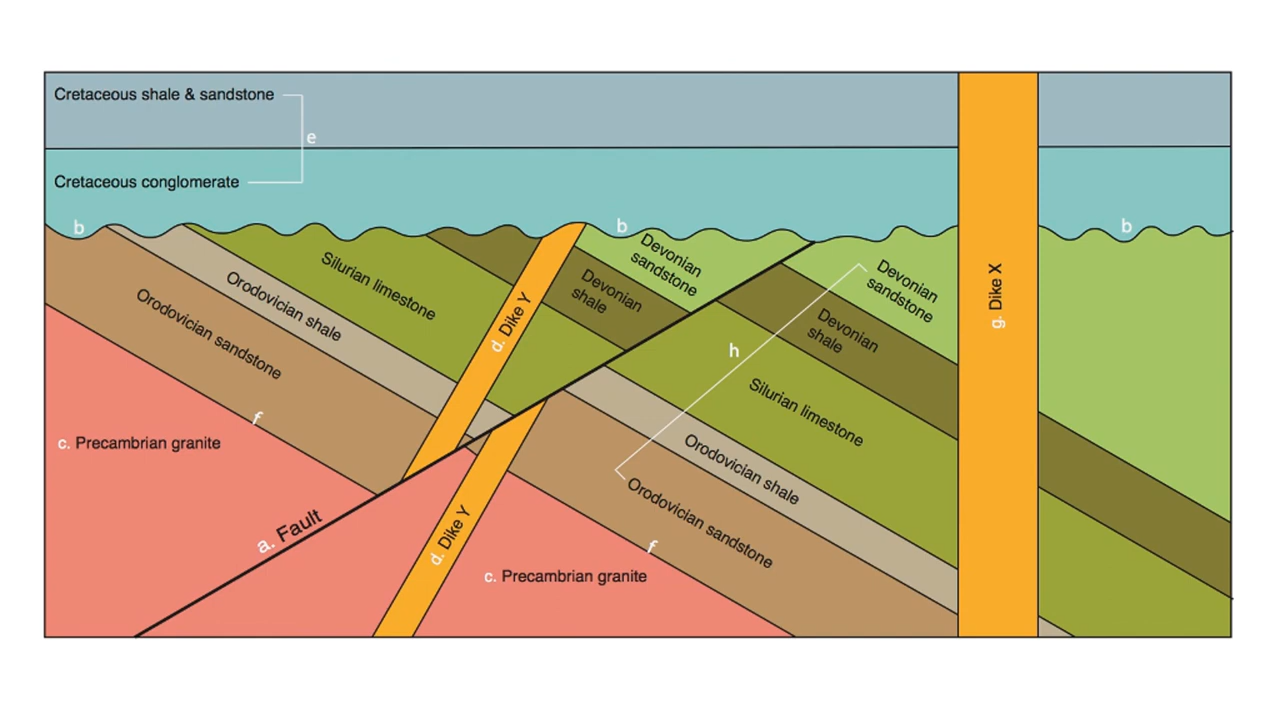 Cretaceous shale & sandstone
e
Cretaceous conglomerate
b
b
b
Devonian
sandstone
Silurian limestone
Devonian
sandstone
Orodovician shale
Devonian
shale
g. Dike X
Orodovician sandstone
d. Dike Y
Devonian
shale
h
Silurian limestone
f
c. Precambrian granite
Orodovician shale
a. Fault
d. Dike Y
Orodovician sandstone
f
c. Precambrian granite